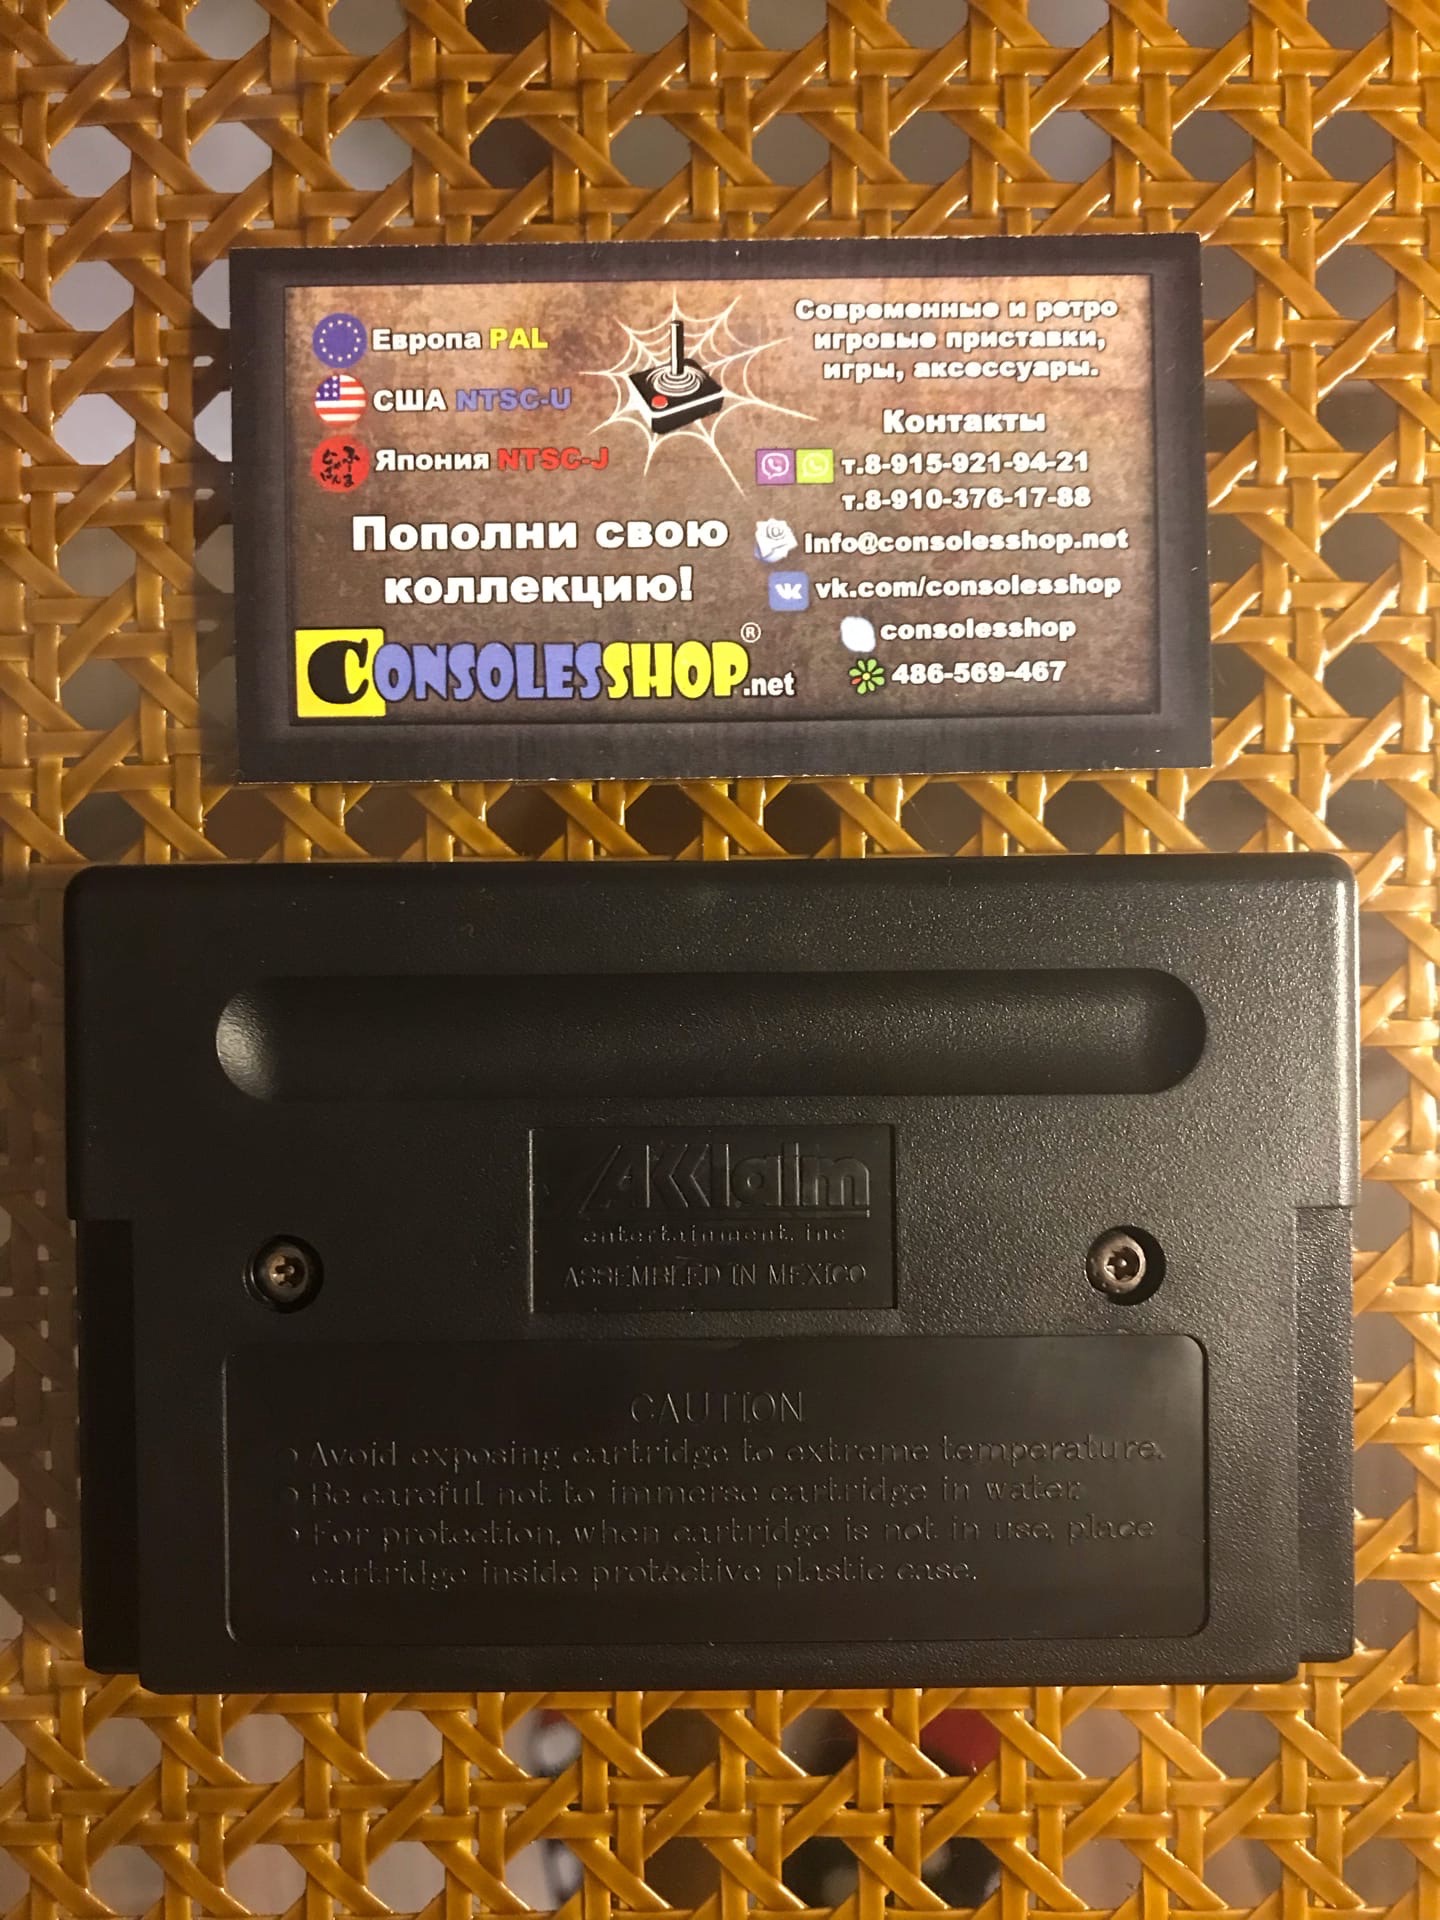 Европа PAL
США NTSC-U
Япония NTSC-J
Пополни свою
коллекцию!
CONSOLESSHOP®.net
Современные и ретро
игровые приставки,
игры, аксессуары.
Контакты
т.8-915-921-94-21
т.8-910-376-17-88
info@consolesshop.net
vk.com/consolesshop
consolesshop
486-569-467
AKKlaim
entertainment, inc
ASSEMBLED IN MEXICO
CAUTION
Avoid exposing cartridge to extreme temperature.
Be careful not to immerse cartridge in water.
For protection, when cartridge is not in use, place
cartridge inside protective plastic case.